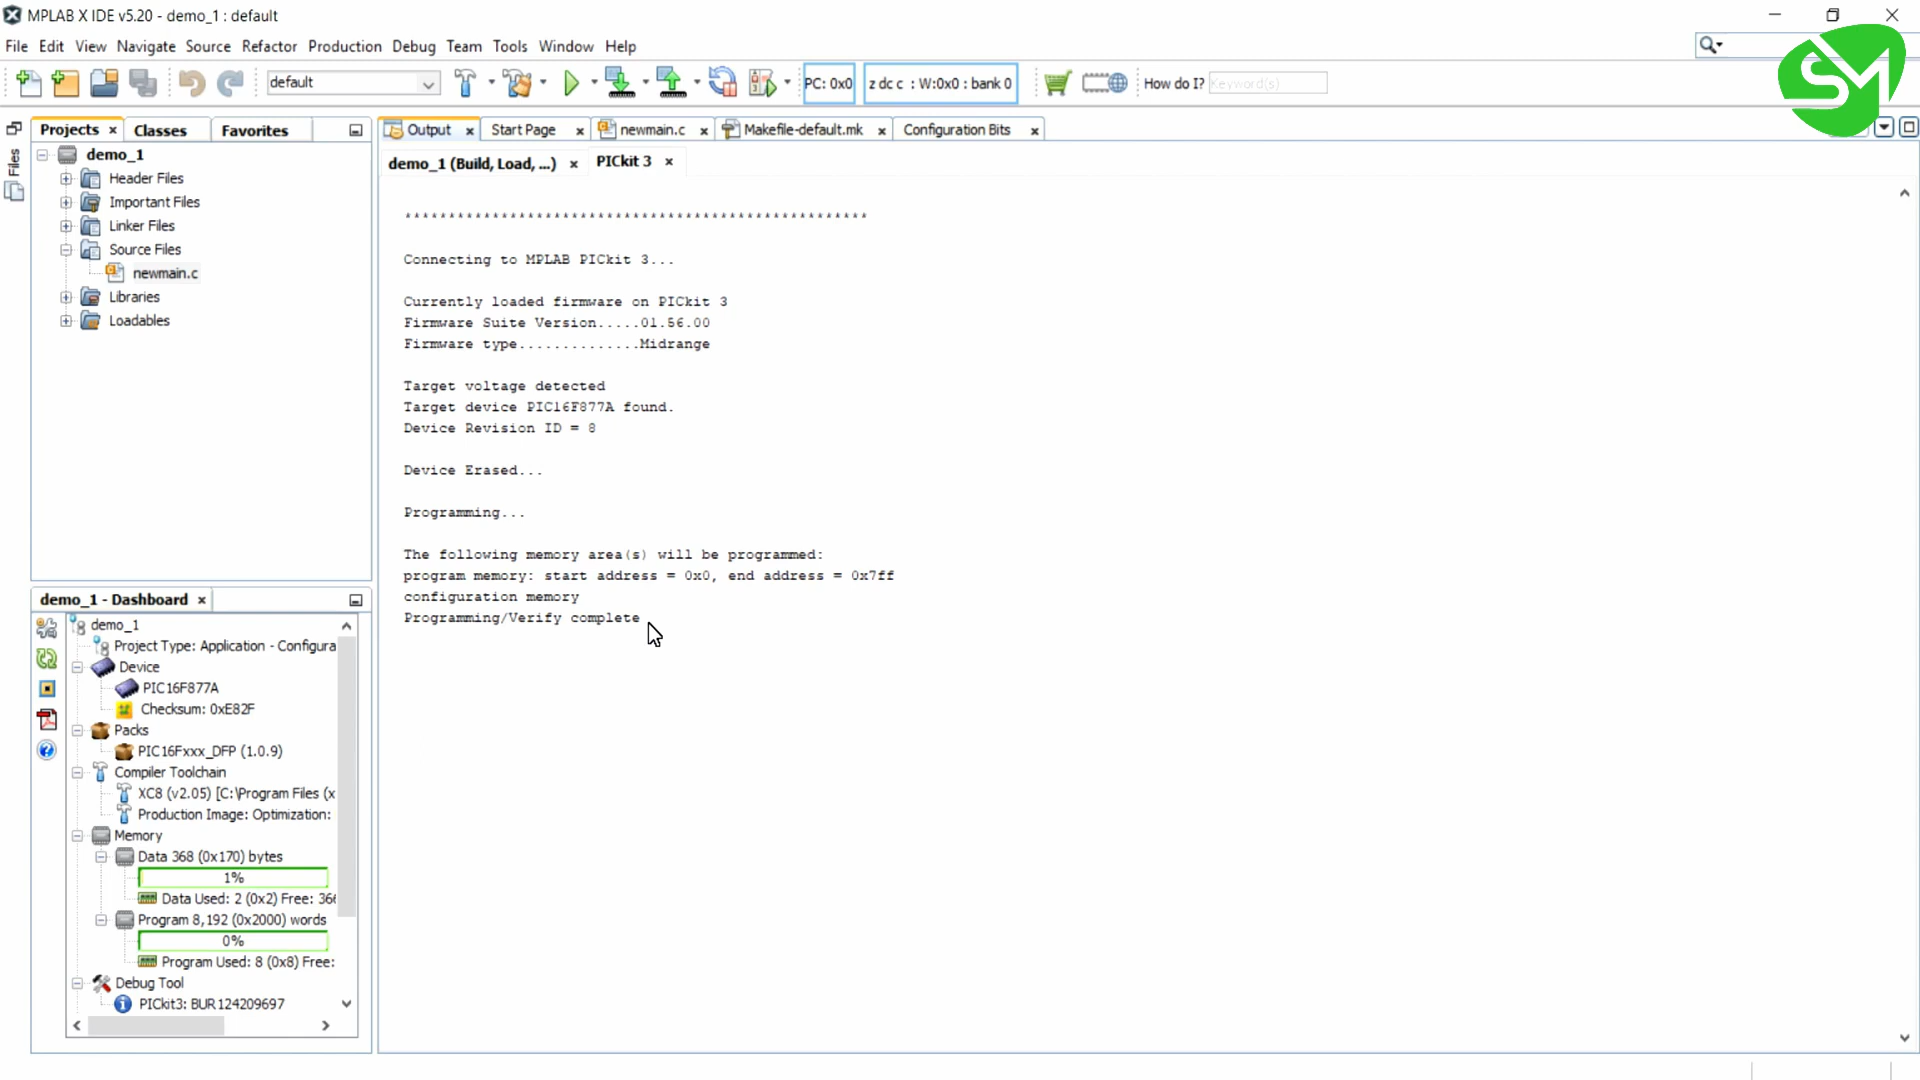 MPLAB X IDE v5.20 - demo_1 : default
File Edit View Navigate Source Refactor Production Debug Team Tools Window Help
default
PC: 0x0
z dc c : W:0x0 : bank 0
How do I? Keyword(s)
SM
Projects Classes Favorites
Output Start Page newmain.c Makefile-default.mk Configuration Bits
Files
demo_1
Header Files
Important Files
Linker Files
Source Files
newmain.c
Libraries
Loadables
demo_1 (Build, Load, ...) PICkit 3
*****************************************************
Connecting to MPLAB PICkit 3...
Currently loaded firmware on PICkit 3
Firmware Suite Version.....01.56.00
Firmware type..............Midrange
Target voltage detected
Target device PIC16F877A found.
Device Revision ID = 8
Device Erased...
Programming...
The following memory area(s) will be programmed:
program memory: start address = 0x0, end address = 0x7ff
configuration memory
Programming/Verify complete
demo_1 - Dashboard
demo_1
Project Type: Application - Configura
Device
PIC16F877A
Checksum: 0xE82F
Packs
PIC16Fxxx_DFP (1.0.9)
Compiler Toolchain
XC8 (v2.05) [C:\Program Files (x
Production Image: Optimization:
Memory
Data 368 (0x170) bytes
1%
Data Used: 2 (0x2) Free: 366
Program 8,192 (0x2000) words
0%
Program Used: 8 (0x8) Free:
Debug Tool
PICkit3: BUR124209697